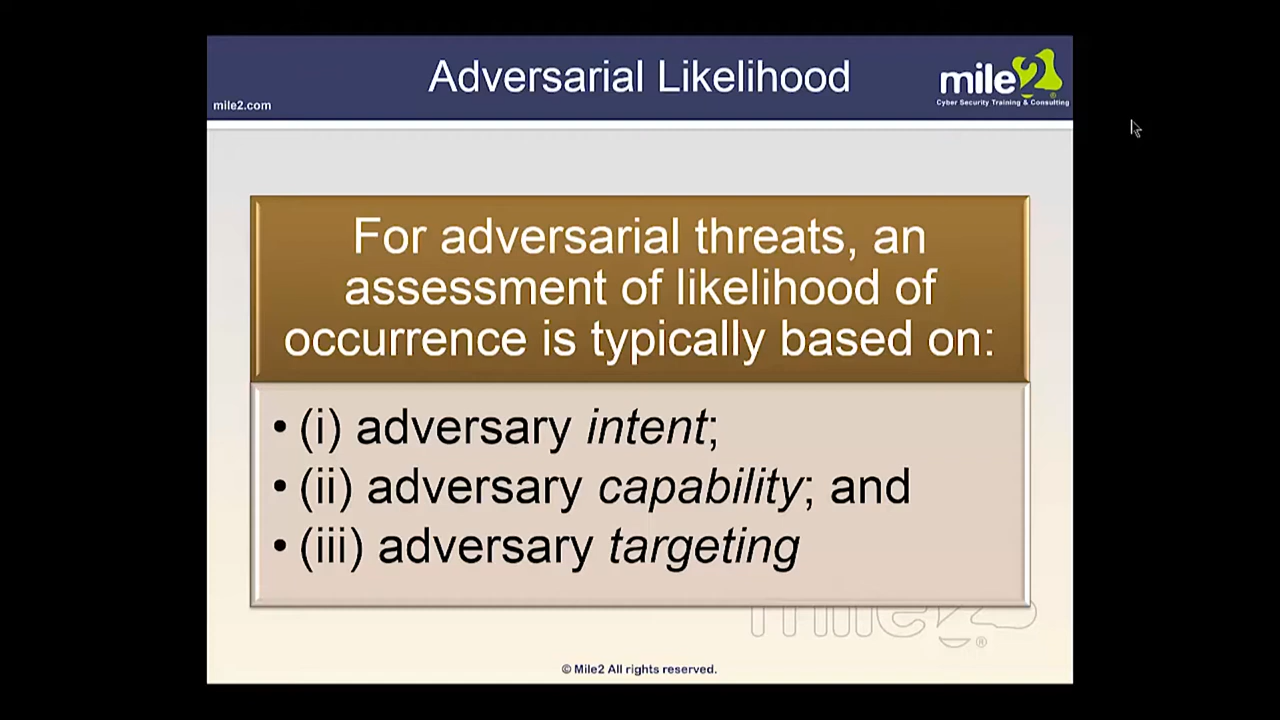 Adversarial Likelihood
mile2.com
mile2
®
Cyber Security Training & Consulting
For adversarial threats, an
assessment of likelihood of
occurrence is typically based on:
• (i) adversary intent;
• (ii) adversary capability; and
• (iii) adversary targeting
mile2
®
© Mile2 All rights reserved.